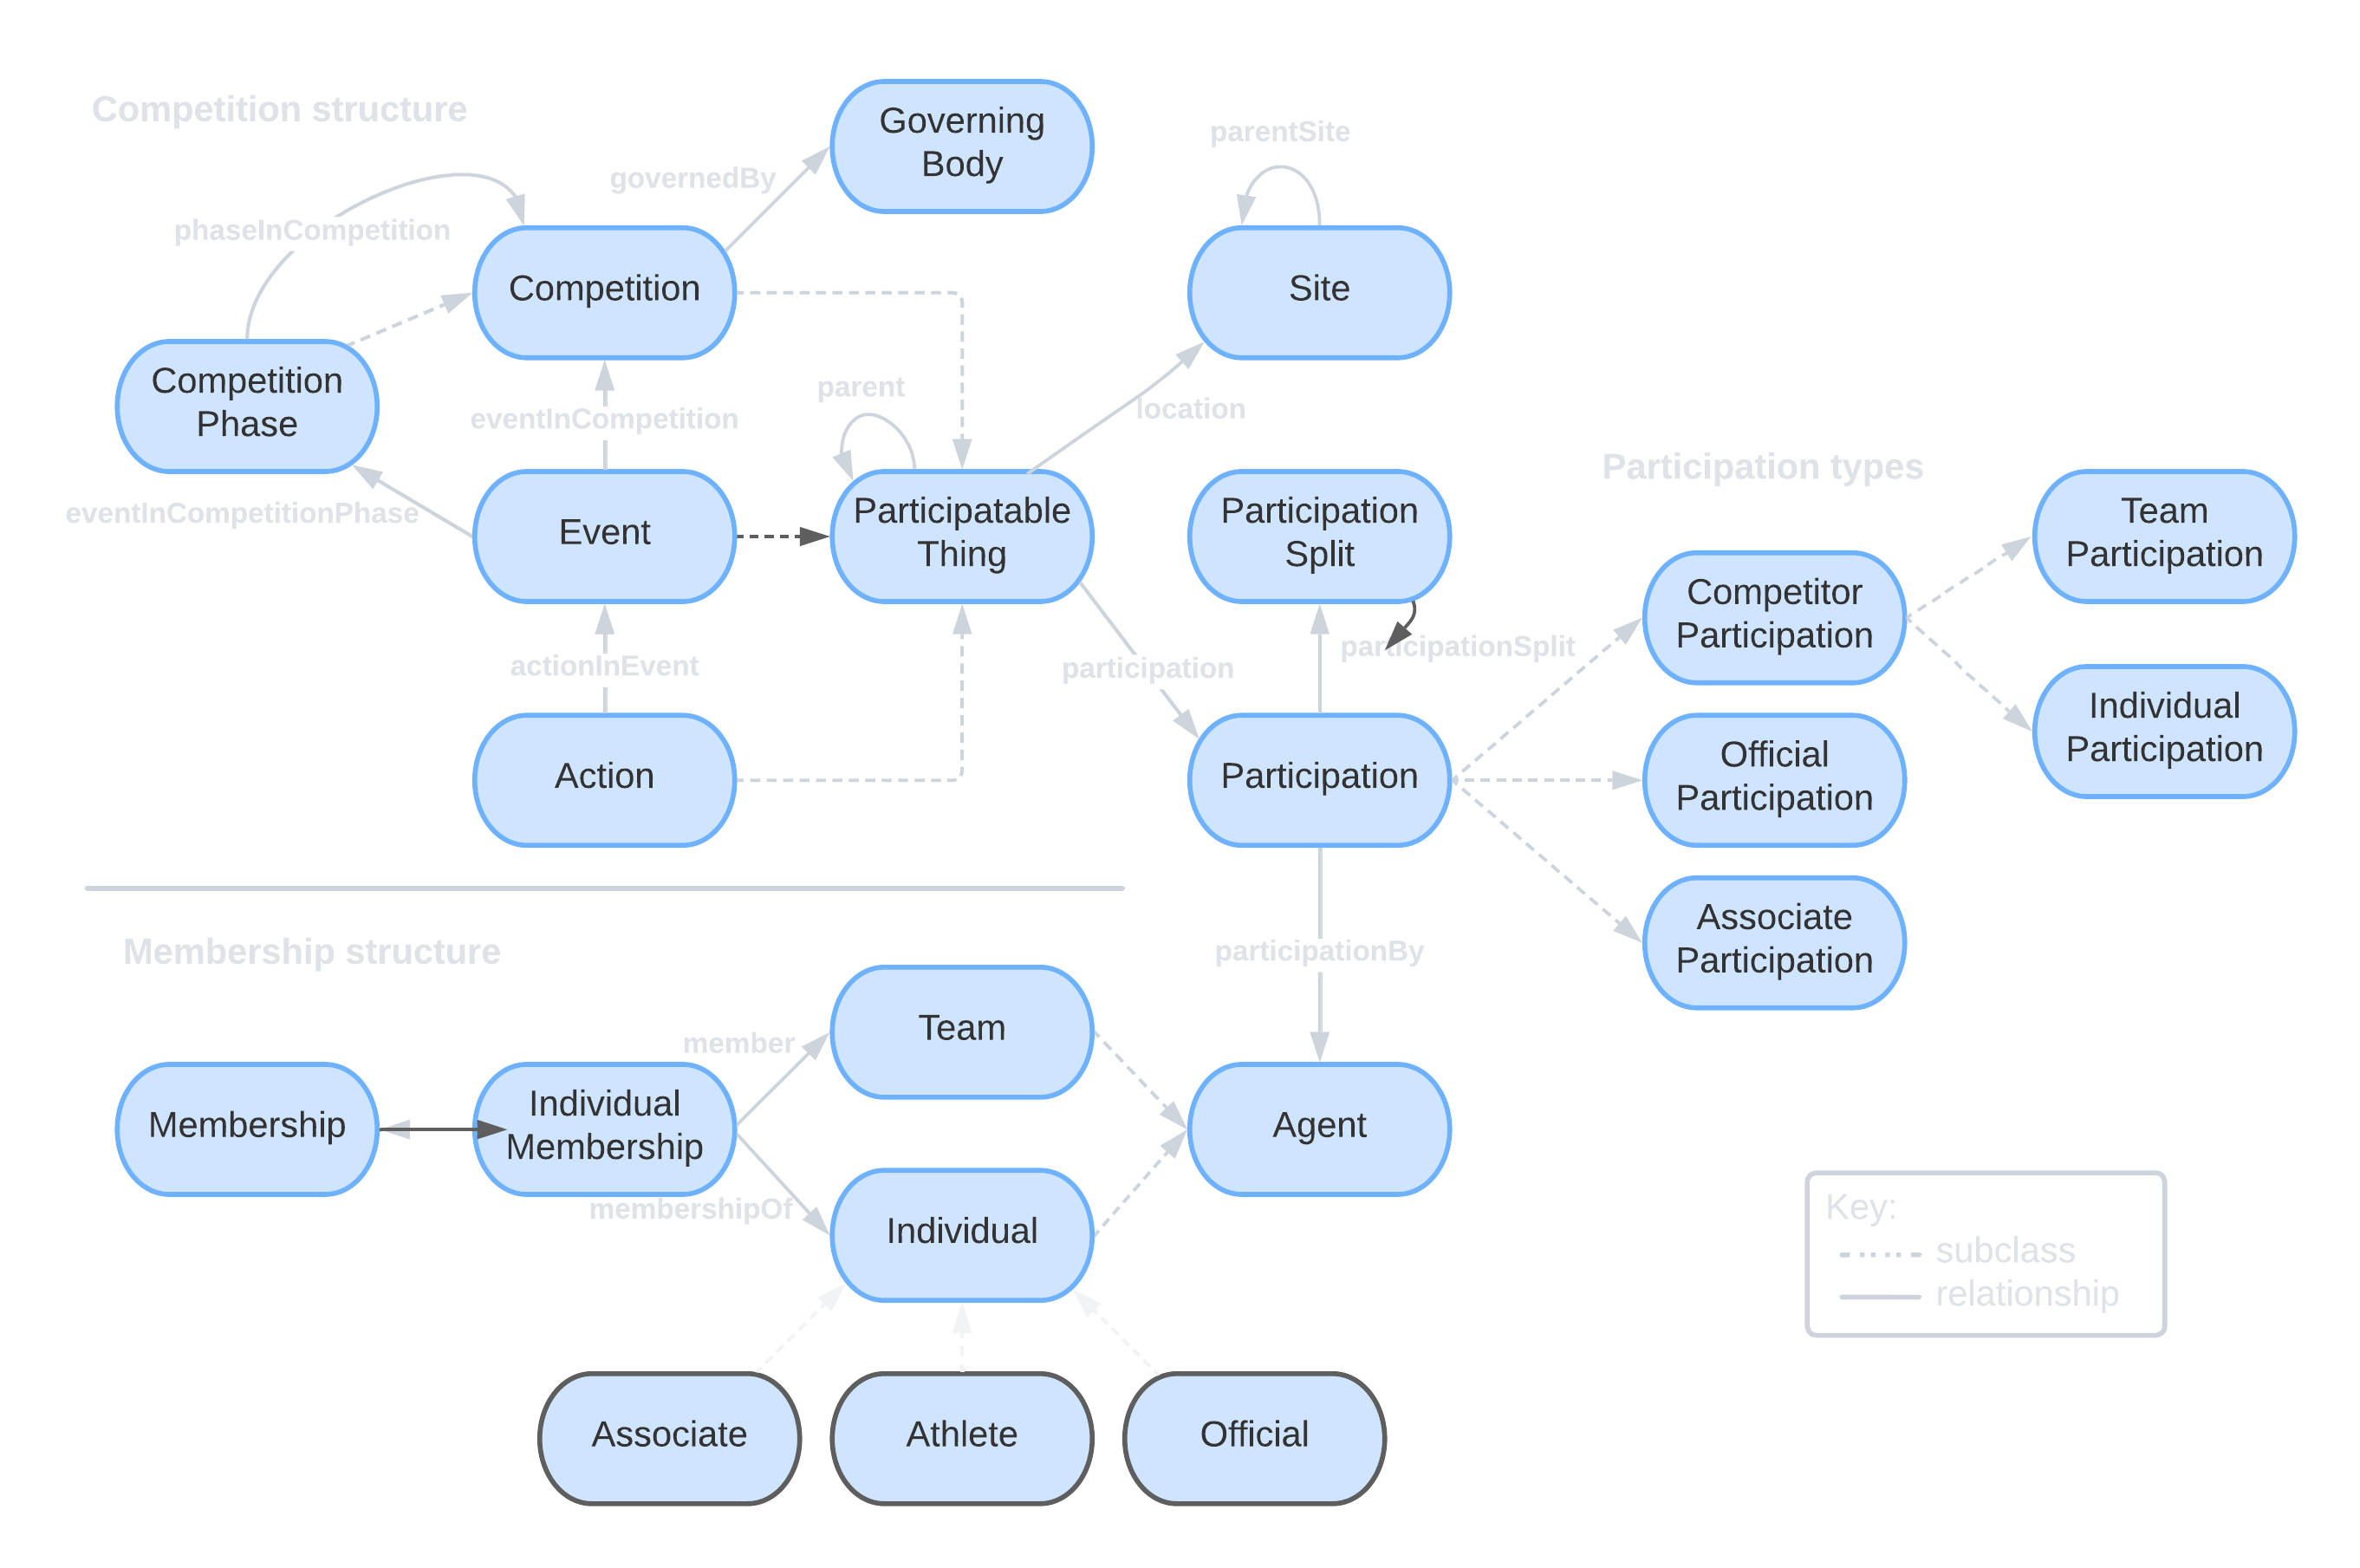 Competition structure
Governing
Body
parentSite
governedBy
phaseInCompetition
Competition
Site
Competition
Phase
parent
location
eventInCompetition
Participation types
eventInCompetitionPhase
Event
Participatable
Thing
Participation
Split
Team
Participation
Competitor
Participation
participationSplit
actionInEvent
participation
Individual
Participation
Action
Participation
Official
Participation
Associate
Participation
Membership structure
participationBy
Team
member
Membership
Individual
Membership
Agent
membershipOf
Individual
Key:
subclass
relationship
Associate
Athlete
Official